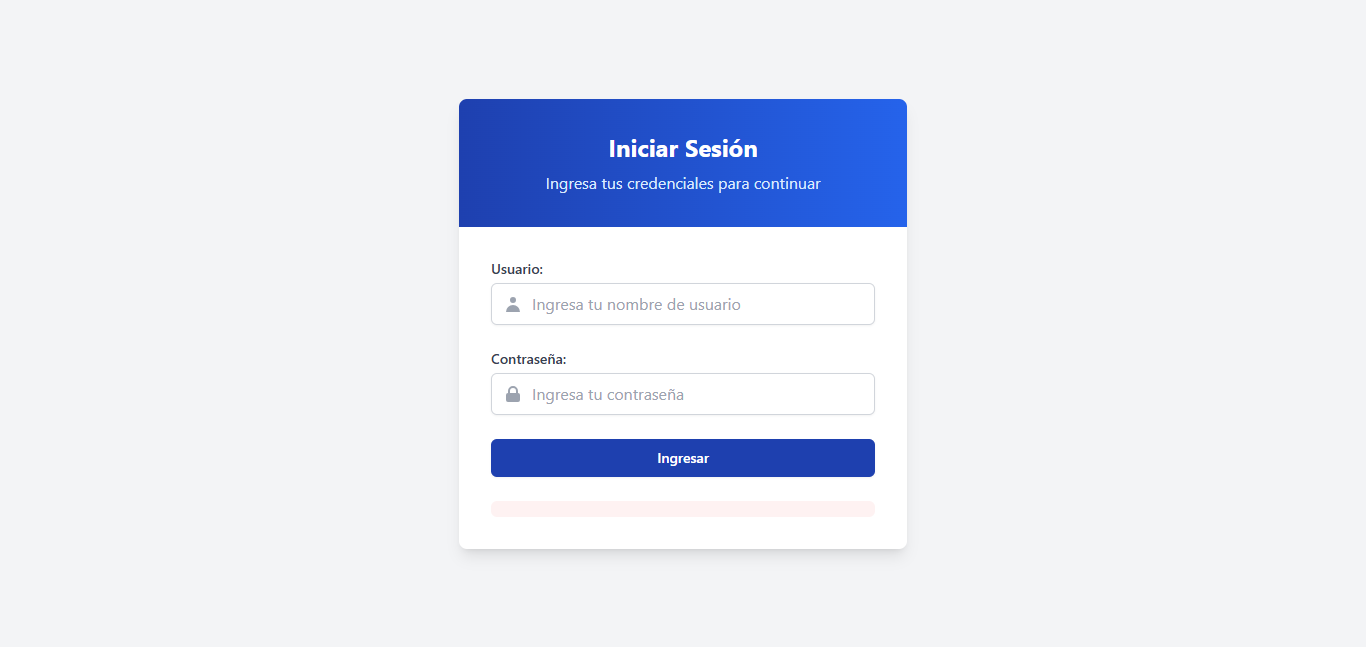 Iniciar Sesión
Ingresa tus credenciales para continuar
Usuario:
Ingresa tu nombre de usuario
Contraseña:
Ingresa tu contraseña
Ingresar